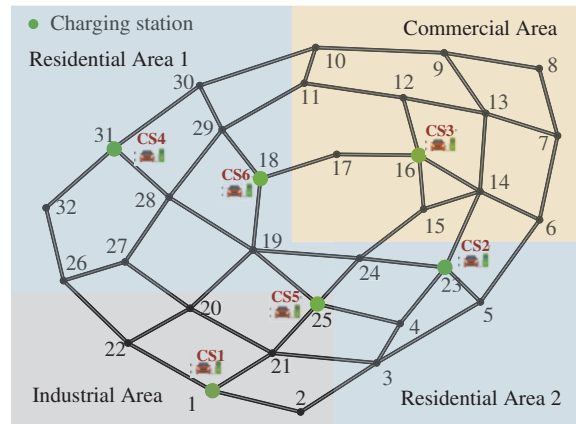 Charging station
Commercial Area
Residential Area 1
10
9
8
30
11
12
13
31
CS4
29
CS3
7
18
CS6
17
16
14
32
28
15
6
19
CS2
27
24
26
23
20
CS5
25
5
22
4
CS1
21
3
Industrial Area
1
2
Residential Area 2